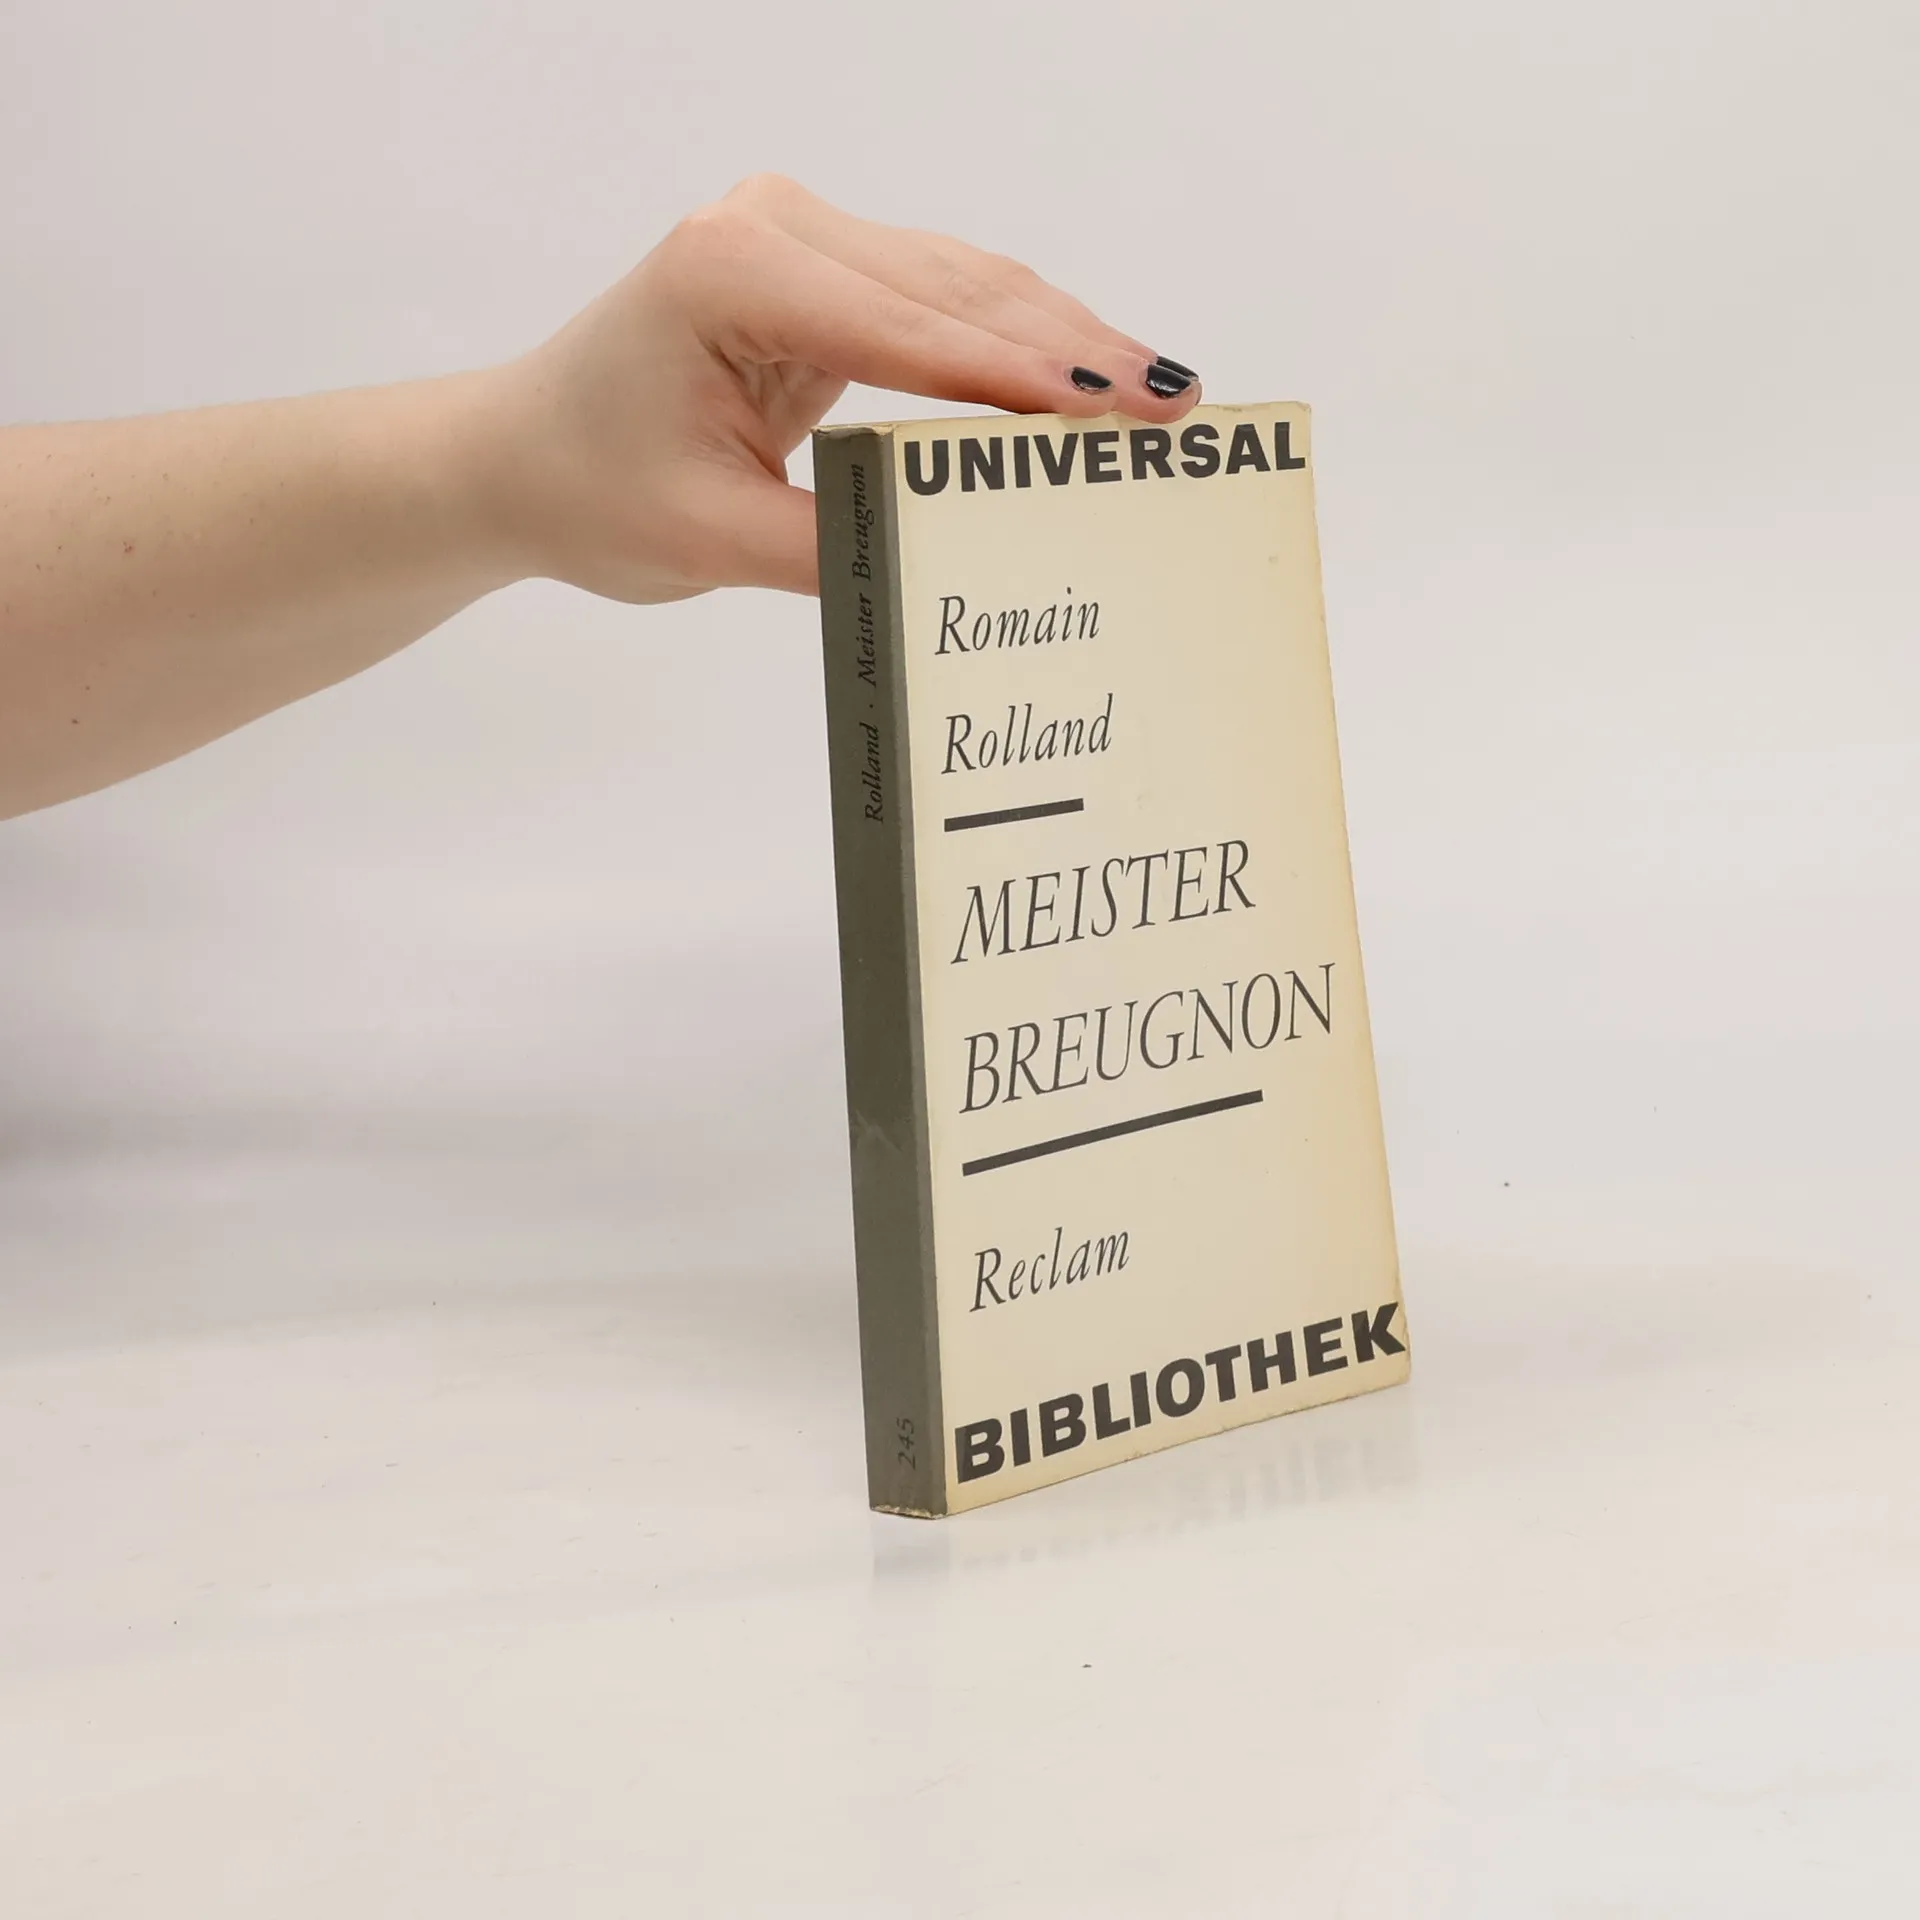 UNIVERSAL
Romain
Rolland
MEISTER
BREUGNON
Reclam
BIBLIOTHEK
Rolland · Meister Breugnon
245